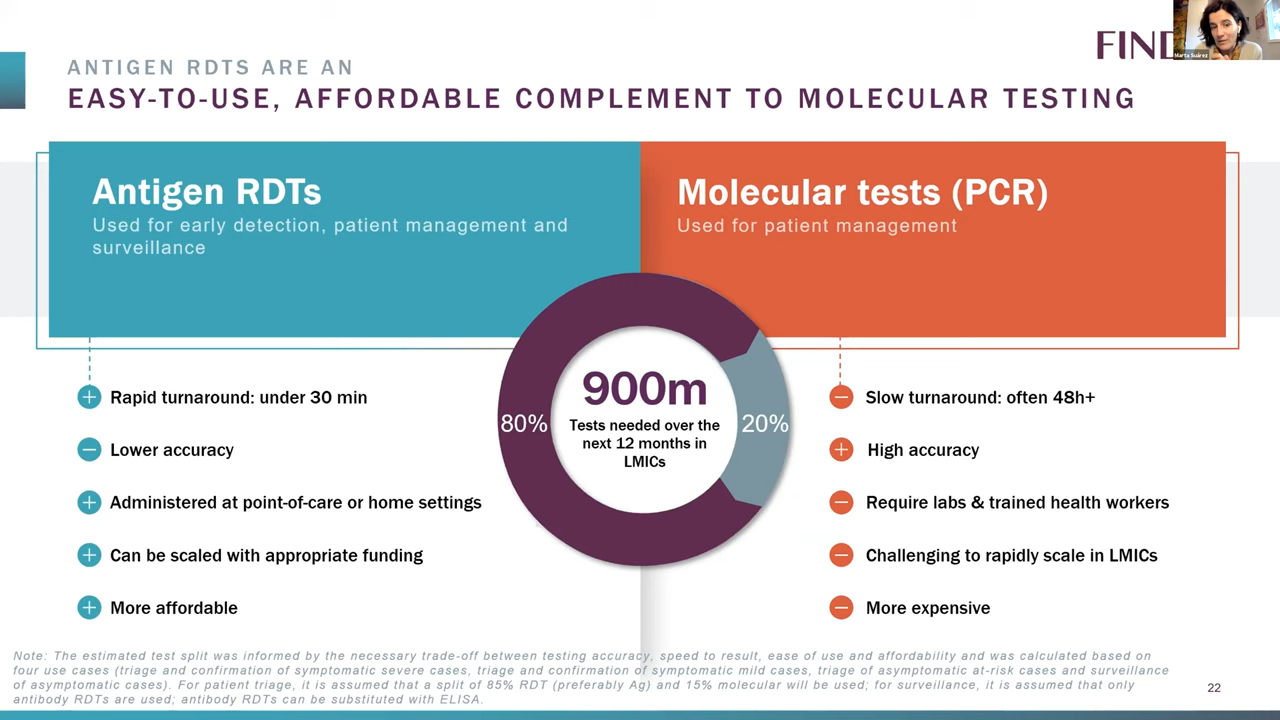 FIND
Marta Suárez
ANTIGEN RDTS ARE AN
EASY-TO-USE, AFFORDABLE COMPLEMENT TO MOLECULAR TESTING
Antigen RDTs
Used for early detection, patient management and
surveillance
Molecular tests (PCR)
Used for patient management
80%
900m
Tests needed over the
next 12 months in
LMICs
20%
Rapid turnaround: under 30 min
Lower accuracy
Administered at point-of-care or home settings
Can be scaled with appropriate funding
More affordable
Slow turnaround: often 48h+
High accuracy
Require labs & trained health workers
Challenging to rapidly scale in LMICs
More expensive
Note: The estimated test split was informed by the necessary trade-off between testing accuracy, speed to result, ease of use and affordability and was calculated based on
four use cases (triage and confirmation of symptomatic severe cases, triage and confirmation of symptomatic mild cases, triage of asymptomatic at-risk cases and surveillance
of asymptomatic cases). For patient triage, it is assumed that a split of 85% RDT (preferably Ag) and 15% molecular will be used; for surveillance, it is assumed that only
antibody RDTs are used; antibody RDTs can be substituted with ELISA.
22